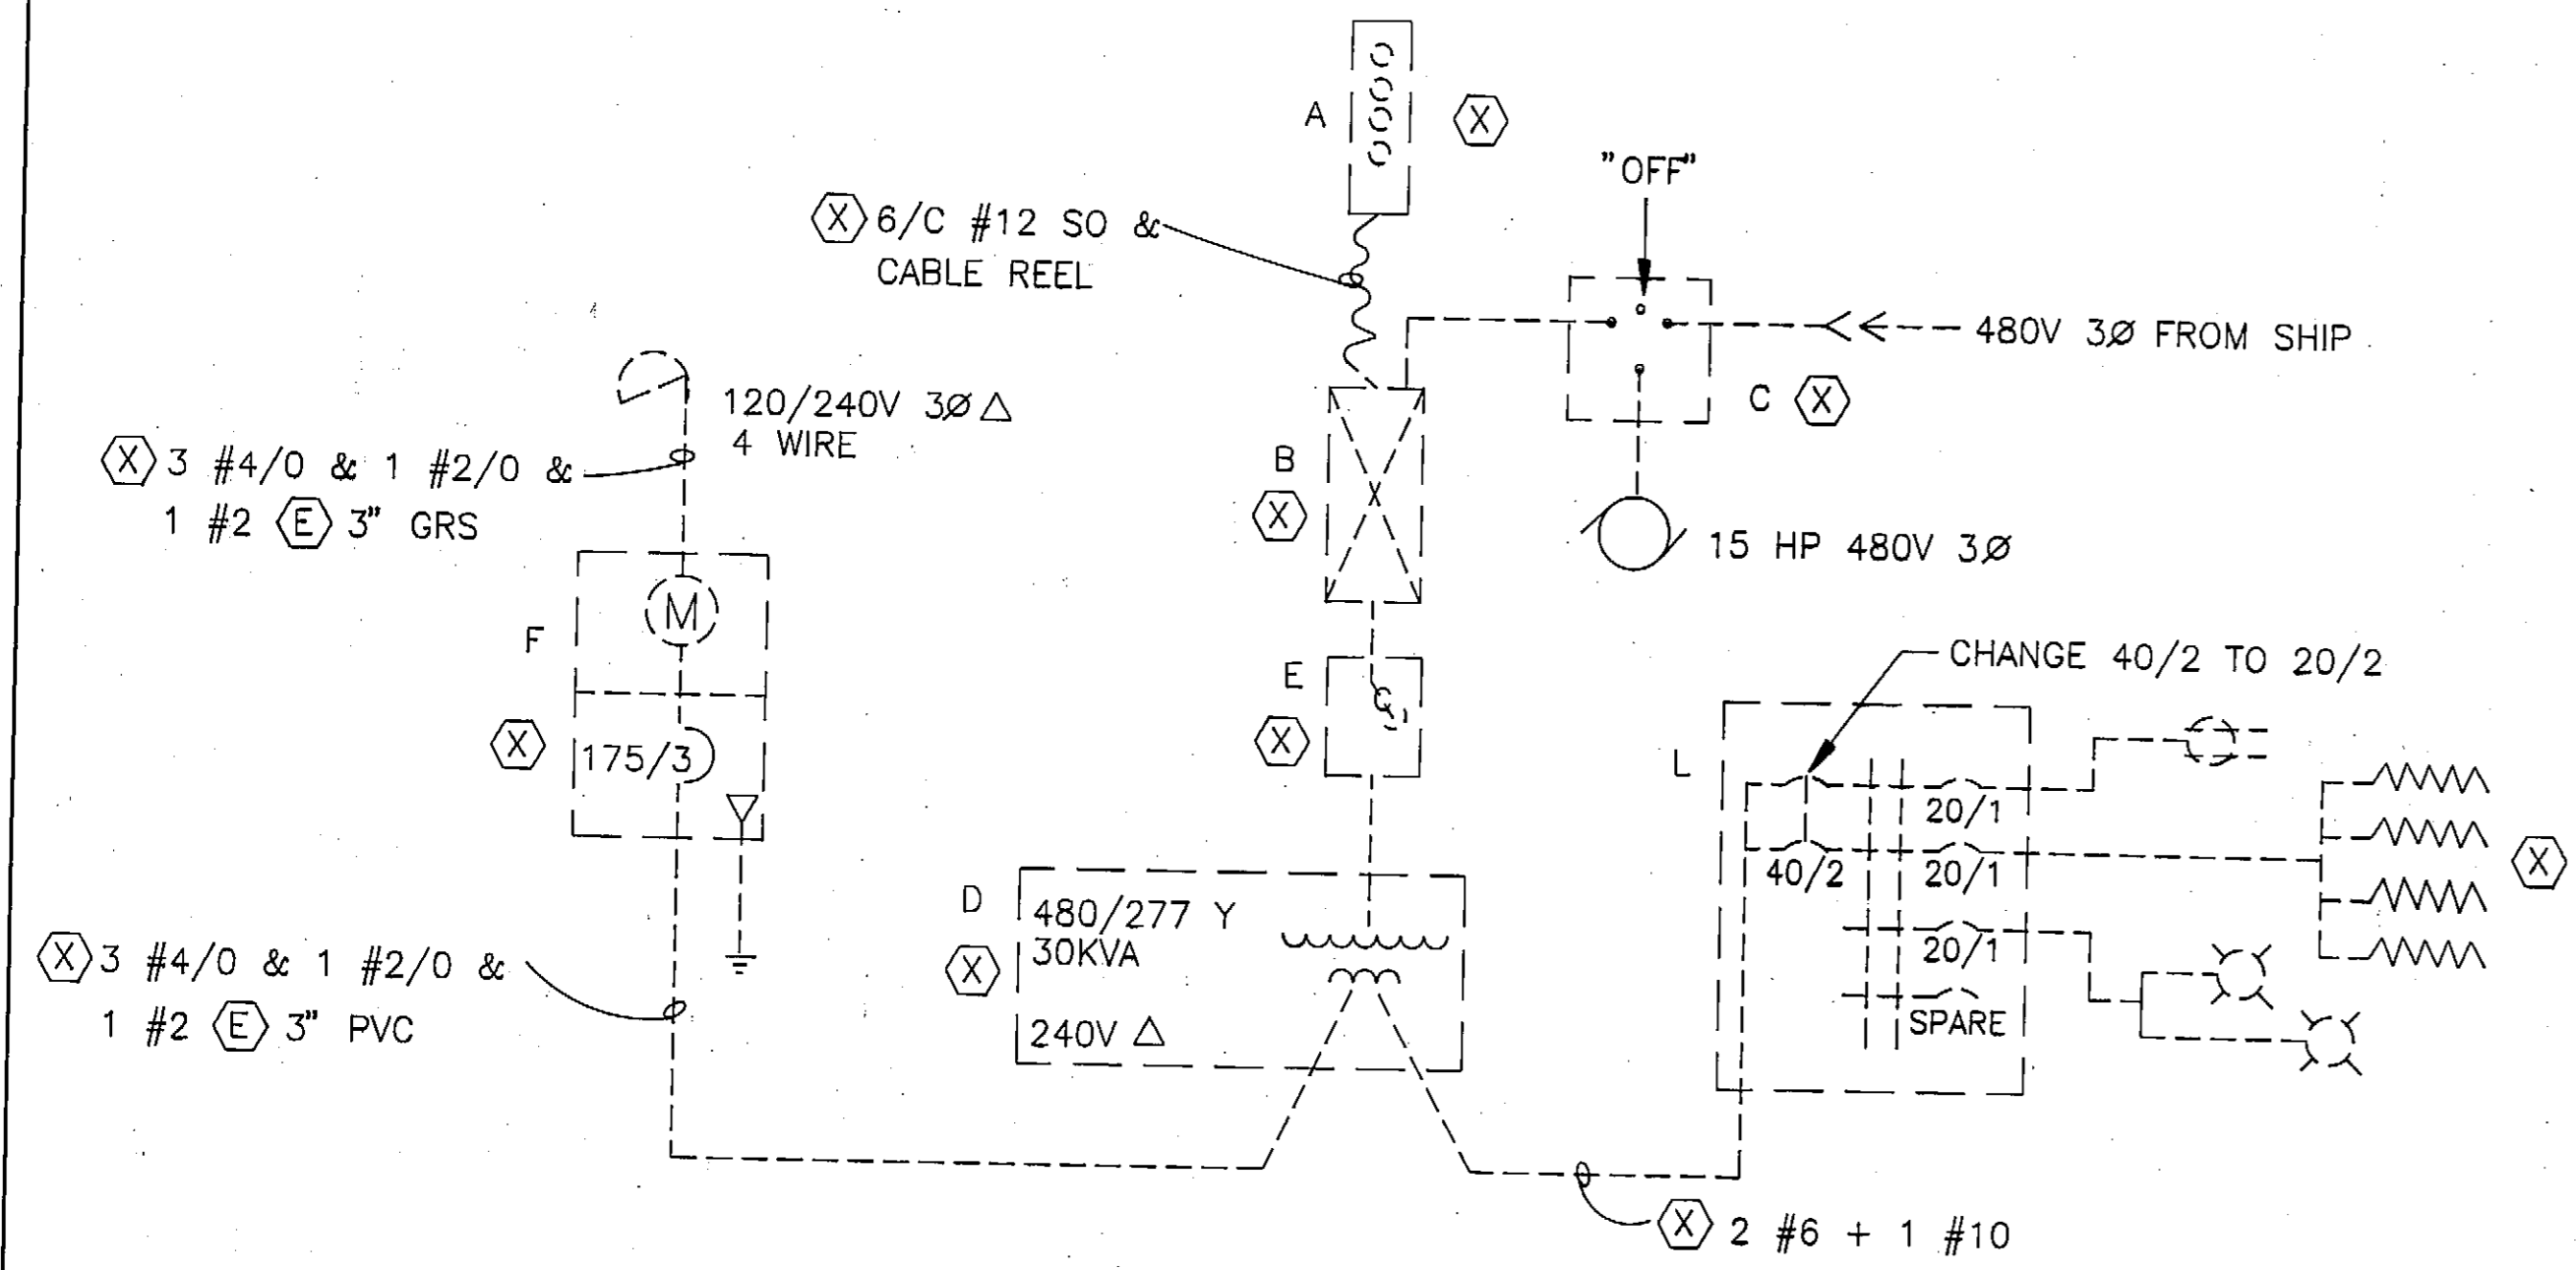 A
X
"OFF"
X 6/C #12 SO &
CABLE REEL
480V 3Ø FROM SHIP
C X
120/240V 3Ø △
4 WIRE
X 3 #4/0 & 1 #2/0 &
1 #2 E 3" GRS
B
X
15 HP 480V 3Ø
F
M
X
175/3
E
X
CHANGE 40/2 TO 20/2
L
20/1
40/2
20/1
20/1
SPARE
X
D
X
480/277 Y
30KVA
240V △
X 3 #4/0 & 1 #2/0 &
1 #2 E 3" PVC
X 2 #6 + 1 #10